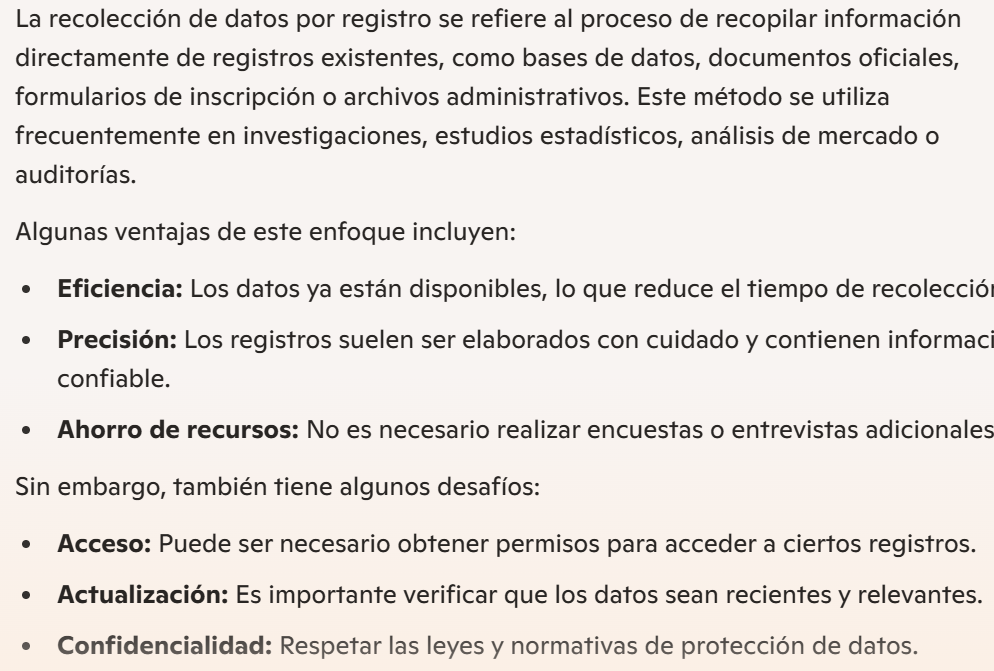 La recolección de datos por registro se refiere al proceso de recopilar información
directamente de registros existentes, como bases de datos, documentos oficiales,
formularios de inscripción o archivos administrativos. Este método se utiliza
frecuentemente en investigaciones, estudios estadísticos, análisis de mercado o
auditorías.
Algunas ventajas de este enfoque incluyen:
• Eficiencia: Los datos ya están disponibles, lo que reduce el tiempo de recolección
• Precisión: Los registros suelen ser elaborados con cuidado y contienen informaci
confiable.
• Ahorro de recursos: No es necesario realizar encuestas o entrevistas adicionales
Sin embargo, también tiene algunos desafíos:
• Acceso: Puede ser necesario obtener permisos para acceder a ciertos registros.
• Actualización: Es importante verificar que los datos sean recientes y relevantes.
• Confidencialidad: Respetar las leyes y normativas de protección de datos.